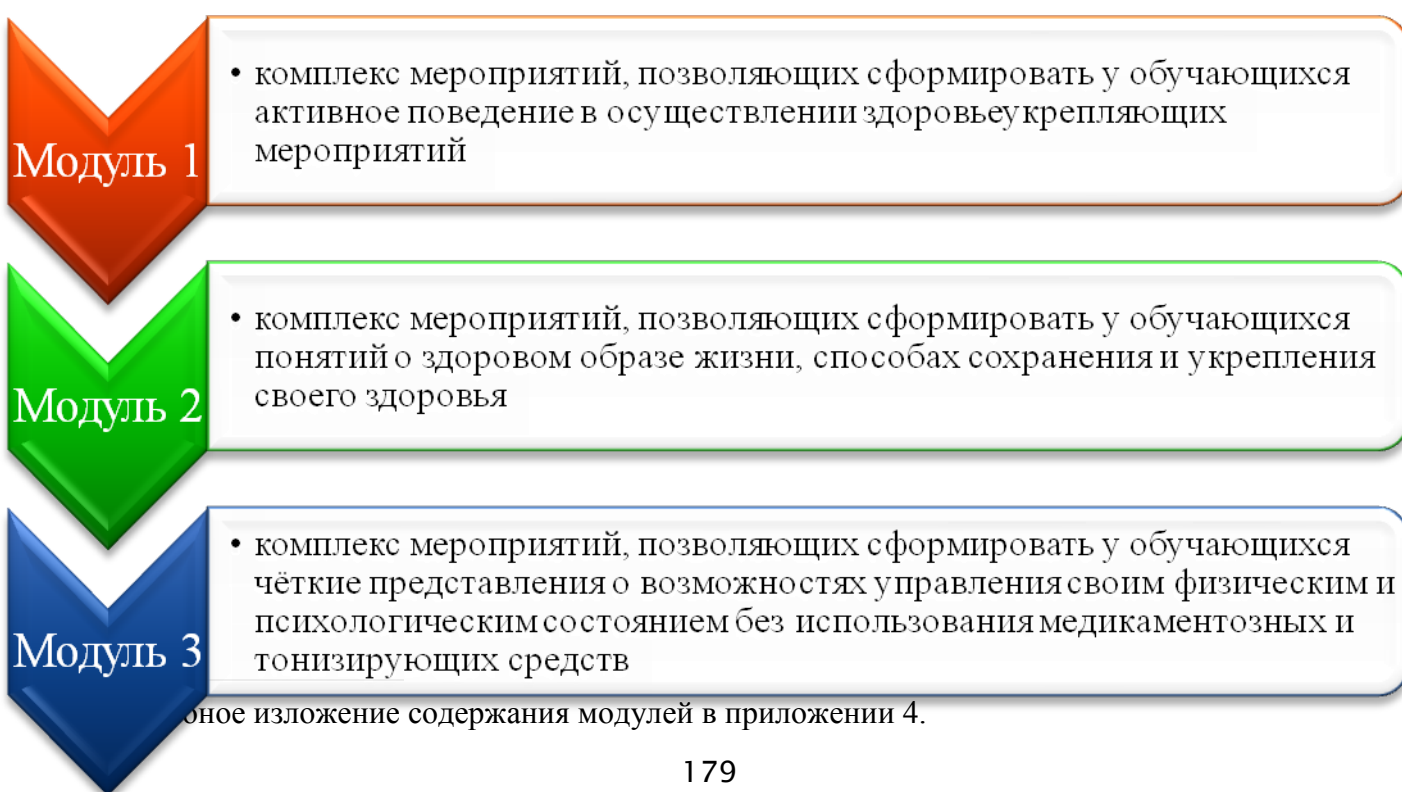 Модуль 1
• комплекс мероприятий, позволяющих сформировать у обучающихся
активное поведение в осуществлении здоровьеукрепляющих
мероприятий
Модуль 2
• комплекс мероприятий, позволяющих сформировать у обучающихся
понятий о здоровом образе жизни, способах сохранения и укрепления
своего здоровья
Модуль 3
• комплекс мероприятий, позволяющих сформировать у обучающихся
чёткие представления о возможностях управления своим физическим и
психологическим состоянием без использования медикаментозных и
тонизирующих средств
изложение содержания модулей в приложении 4.
179